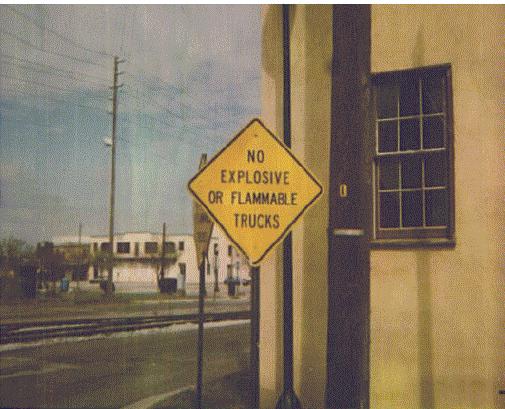 NO
EXPLOSIVE
OR FLAMMABLE
TRUCKS